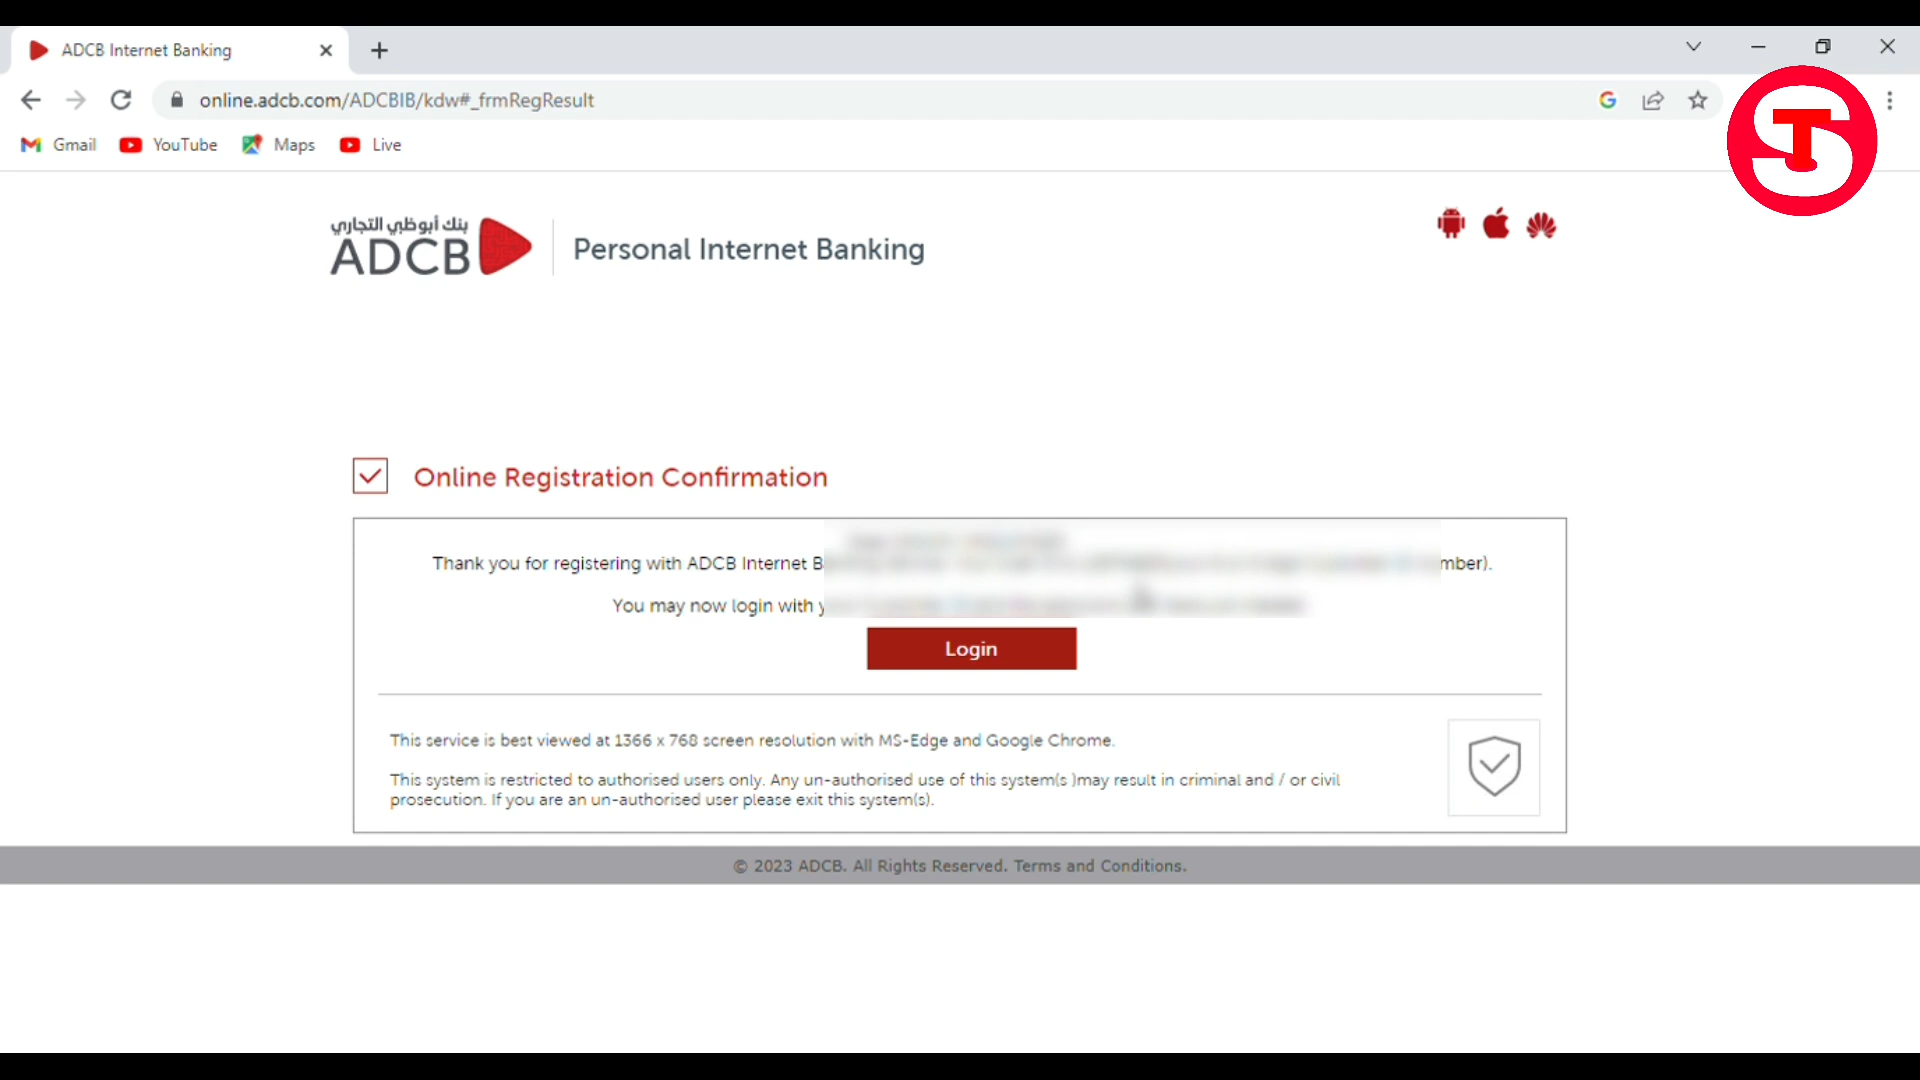 ADCB Internet Banking
online.adcb.com/ADCBIB/kdw#_frmRegResult
Gmail YouTube Maps Live
بنك أبوظبي التجاري
ADCB
Personal Internet Banking
Online Registration Confirmation
Thank you for registering with ADCB Internet B mber).
You may now login with y
Login
This service is best viewed at 1366 x 768 screen resolution with MS-Edge and Google Chrome.
This system is restricted to authorised users only. Any un-authorised use of this system(s )may result in criminal and / or civil
prosecution. If you are an un-authorised user please exit this system(s).
© 2023 ADCB. All Rights Reserved. Terms and Conditions.